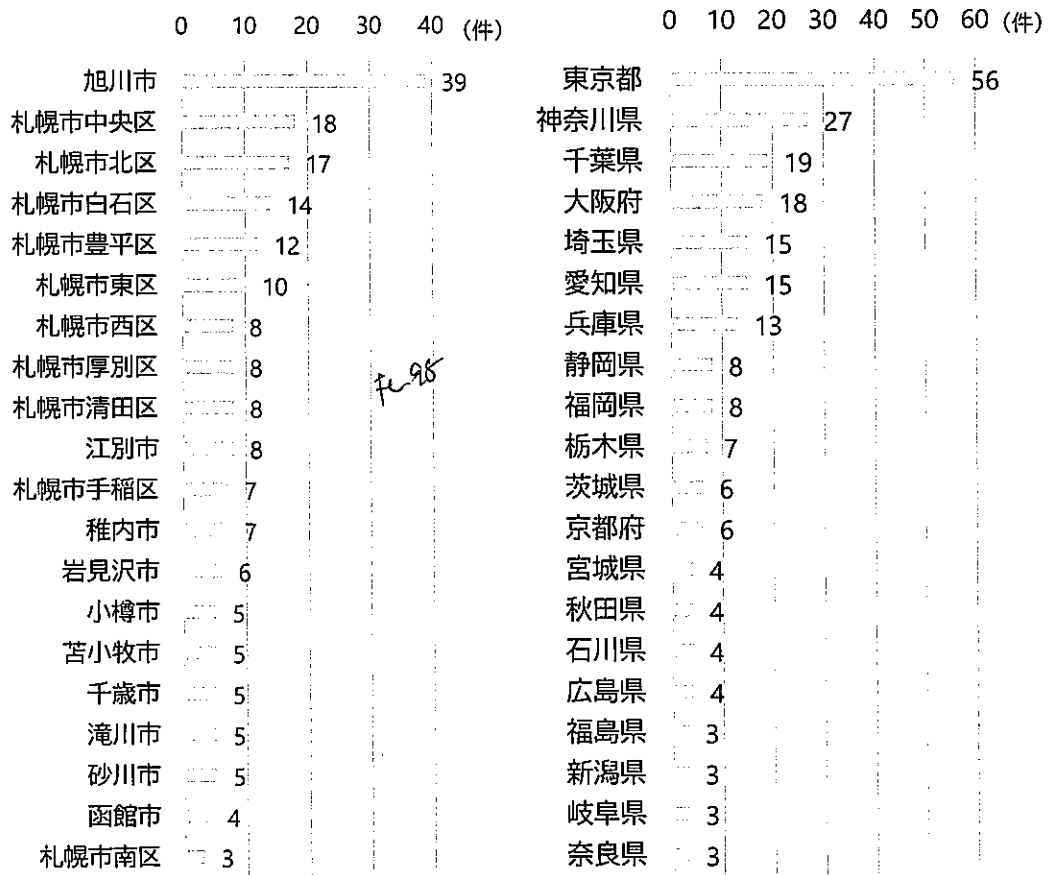 0 10 20 30 40 (件)
旭川市 39
札幌市中央区 18
札幌市北区 17
札幌市白石区 14
札幌市豊平区 12
札幌市東区 10
札幌市西区 8
札幌市厚別区 8
札幌市清田区 8
江別市 8
札幌市手稲区 7
稚内市 7
岩見沢市 6
小樽市 5
苫小牧市 5
千歳市 5
滝川市 5
砂川市 5
函館市 4
札幌市南区 3
0 10 20 30 40 50 60 (件)
東京都 56
神奈川県 27
千葉県 19
大阪府 18
埼玉県 15
愛知県 15
兵庫県 13
静岡県 8
福岡県 8
栃木県 7
茨城県 6
京都府 6
宮城県 4
秋田県 4
石川県 4
広島県 4
福島県 3
新潟県 3
岐阜県 3
奈良県 3